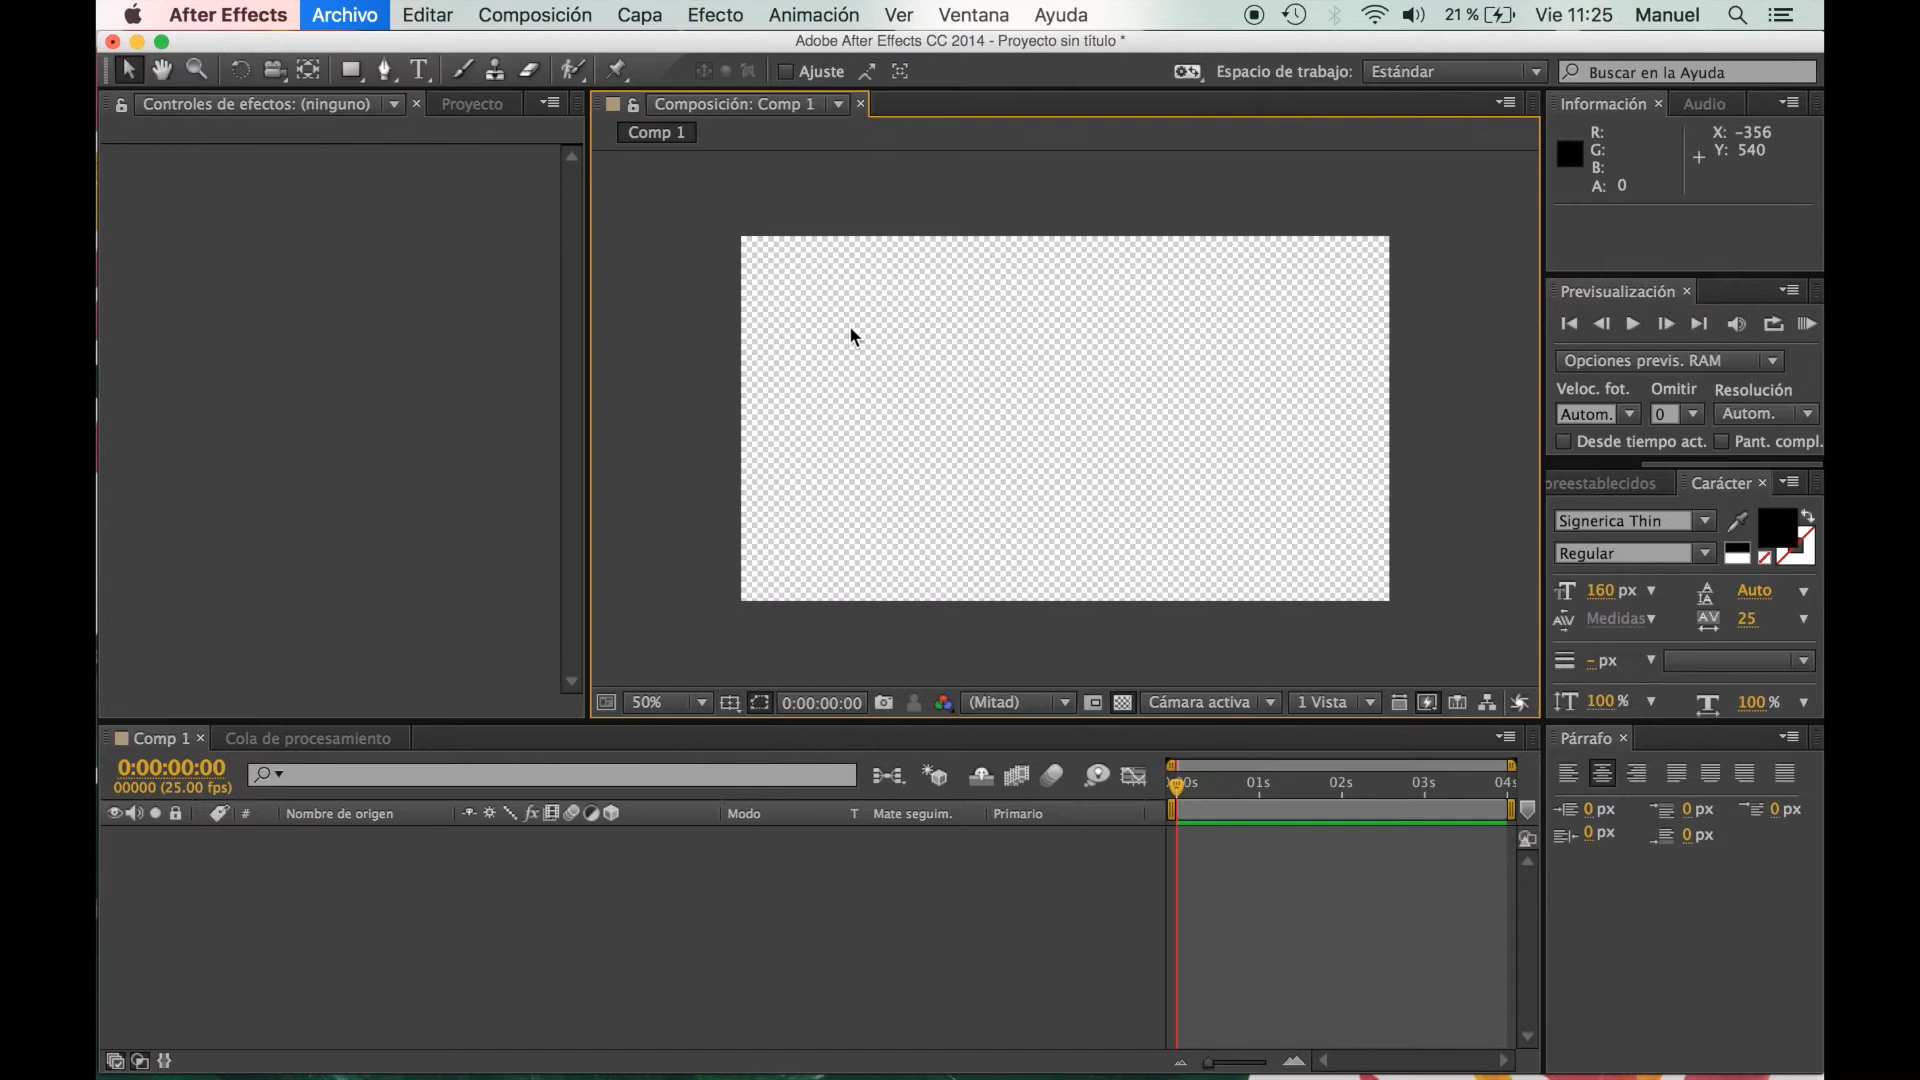 After Effects Archivo Editar Composición Capa Efecto Animación Ver Ventana Ayuda 21 % Vie 11:25 Manuel
Adobe After Effects CC 2014 - Proyecto sin título *
T Ajuste Espacio de trabajo: Estándar Buscar en la Ayuda
Controles de efectos: (ninguno) × Proyecto Composición: Comp 1 × Información × Audio
Comp 1
R: X: -356
G: Y: 540
B:
A: 0
Previsualización ×
Opciones previs. RAM
Veloc. fot. Omitir Resolución
Autom. 0 Autom.
Desde tiempo act. Pant. compl.
preestablecidos Carácter ×
Signerica Thin
Regular
160 px Auto
Medidas 25
- px
100 % 100 %
50% 0:00:00:00 (Mitad) Cámara activa 1 Vista
Comp 1 × Cola de procesamiento Párrafo ×
0:00:00:00
00000 (25.00 fps)
00s 01s 02s 03s 04s
# Nombre de origen fx Modo T Mate seguim. Primario
0 px 0 px 0 px
0 px 0 px